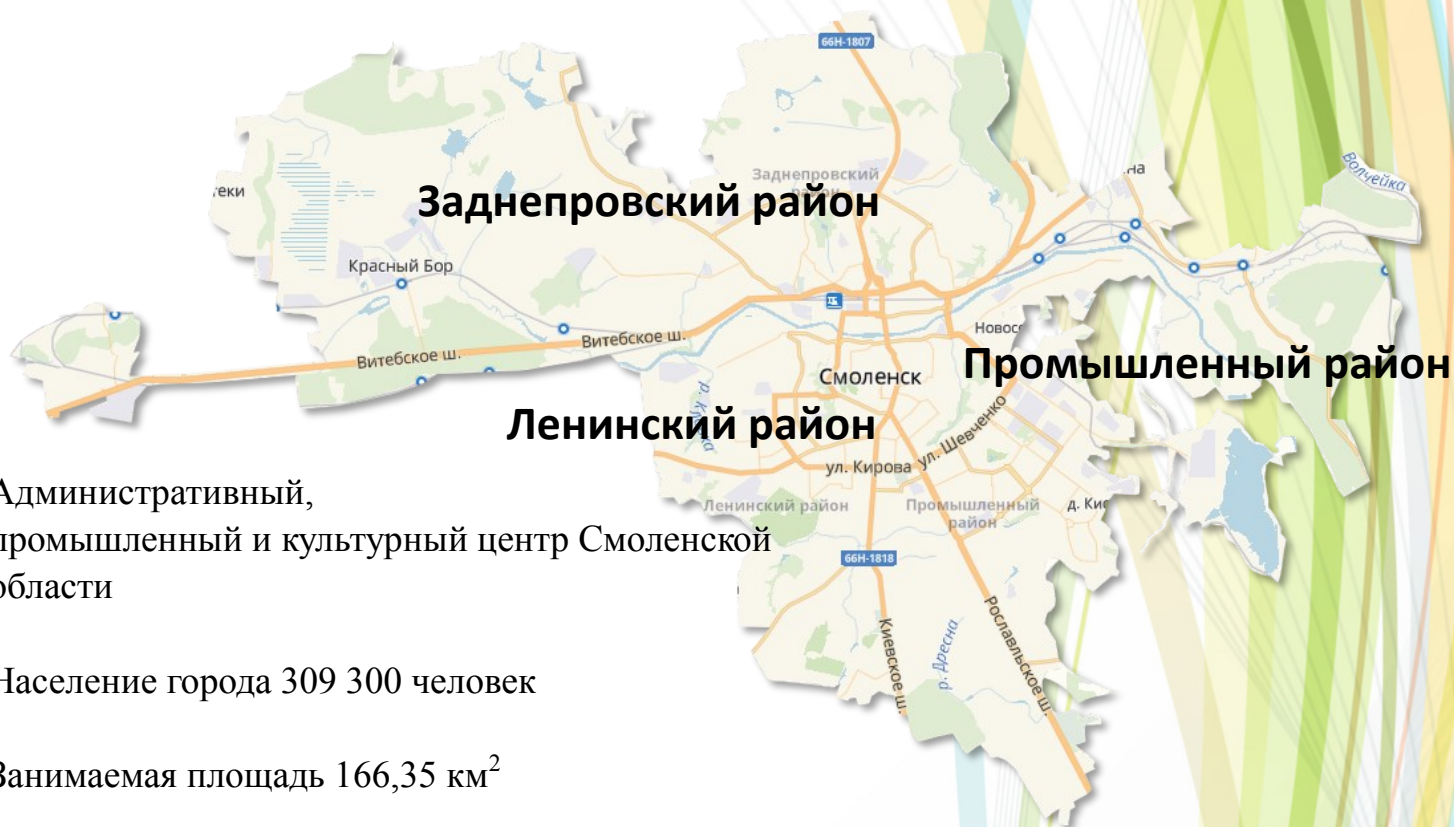 66Н-1807
Заднепровский
район
Волчейка
Заднепровский район
Красный Бор
Витебское ш.
Витебское ш.
Промышленный район
Смоленск
Ленинский район
ул. Шевченко
ул. Кирова
Ленинский район
Промышленный
район
66Н-1818
Административный,
промышленный и культурный центр Смоленской
области
Киевское ш.
р. Дресна
Рославльское ш.
Население города 309 300 человек
Занимаемая площадь 166,35 км²